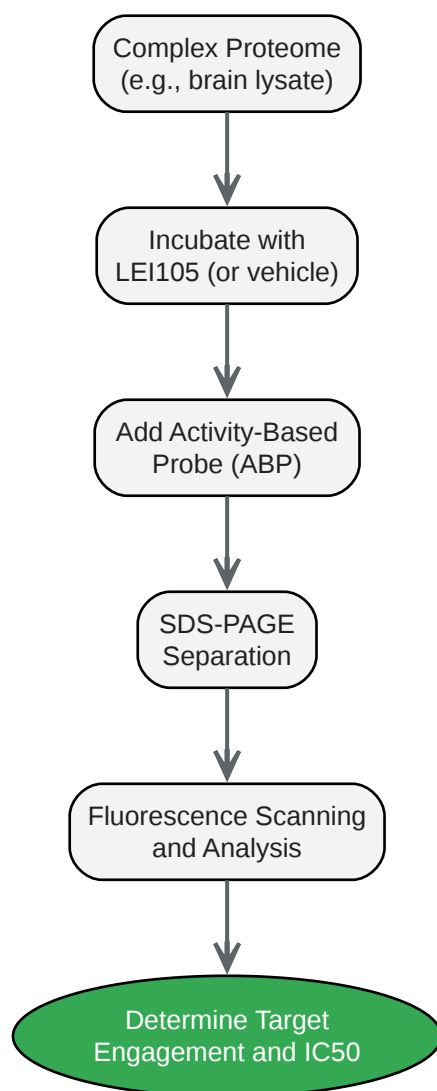 Complex Proteome
(e.g., brain lysate)
Incubate with
LEI105 (or vehicle)
Add Activity-Based
Probe (ABP)
SDS-PAGE
Separation
Fluorescence Scanning
and Analysis
Determine Target
Engagement and IC50